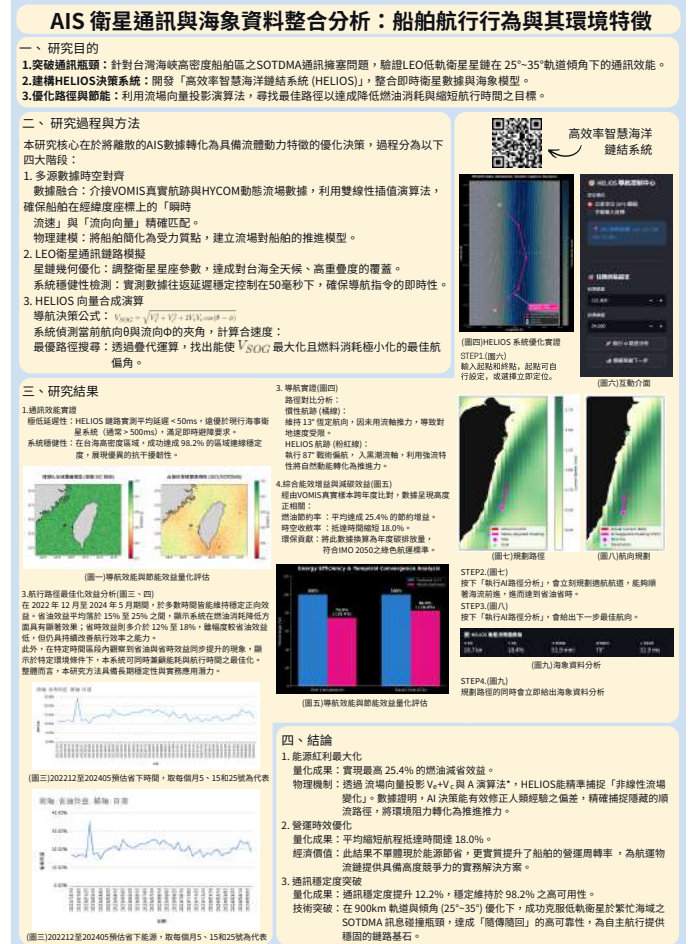 AIS 衛星通訊與海象資料整合分析：船舶航行行為與其環境特徵
一、 研究目的
1.突破通訊瓶頸：針對台灣海峽高密度船舶區之SOTDMA通訊擁塞問題，驗證LEO低軌衛星星鏈在 25°~35°軌道傾角下的通訊效能。
2.建構HELIOS決策系統：開發「高效率智慧海洋鏈結系統 (HELIOS)」，整合即時衛星數據與海象模型。
3.優化路徑與節能：利用流場向量投影演算法，尋找最佳路徑以達成降低燃油消耗與縮短航行時間之目標。
二、 研究過程與方法
本研究核心在於將離散的AIS數據轉化為具備流體動力特徵的優化決策，過程分為以下
四大階段：
1. 多源數據時空對齊
數據融合：介接VOMIS真實航跡與HYCOM動態流場數據，利用雙線性插值演算法，
確保船舶在經緯度座標上的「瞬時
流速」與「流向向量」精確匹配。
物理建模：將船舶簡化為受力質點，建立流場對船舶的推進模型。
2. LEO衛星通訊鏈路模擬
星鏈幾何優化：調整衛星星座參數，達成對台海全天候、高重疊度的覆蓋。
系統穩健性檢測：實測數據往返延遲穩定控制在50毫秒下，確保導航指令的即時性。
3. HELIOS 向量合成演算
導航決策公式：
系統偵測當前航向θ與流向Φ的夾角，計算合速度：
最優路徑搜尋：透過疊代運算，找出能使 V_SOG 最大化且燃料消耗極小化的最佳航
偏角。
高效率智慧海洋
鏈結系統
HELIOS 導航控制中心
(圖四)HELIOS 系統優化實證
STEP1.(圖六)
輸入起點和終點，起點可自
行設定，或選擇立即定位。
(圖六)互動介面
三、研究結果
1.通訊效能實證
極低延遲性：HELIOS 鏈路實測平均延遲＜50ms，遠優於現行海事衛
星系統（通常＞500ms），滿足即時避障要求。
系統穩健性：在台海高密度區域，成功達成 98.2% 的區域連線穩定
度，展現優異的抗干擾韌性。
(圖一)導航效能與節能效益量化評估
3.航行路徑最佳化效益分析(圖三、四)
在 2022 年 12 月至 2024 年 5 月期間，於多數時間皆能維持穩定正向效
益。省油效益平均落於 15% 至 25% 之間，顯示系統在燃油消耗降低方
面具有顯著效果；省時效益則多介於 12% 至 18%，雖幅度較省油效益
低，但仍具持續改善航行效率之能力。
此外，在特定時間區段內觀察到省油與省時效益同步提升的現象，顯
示於特定環境條件下，本系統可同時兼顧能耗與航行時間之最佳化。
整體而言，本研究方法具備長期穩定性與實務應用潛力。
(圖三)202212至202405預估省下時間，取每個月5、15和25號為代表
(圖三)202212至202405預估省下能源，取每個月5、15和25號為代表
3. 導航實證(圖四)
路徑對比分析：
慣性航跡 (橘線)：
維持 13° 恆定航向，因未用流軸推力，導致對
地速度受限。
HELIOS 航跡 (粉紅線)：
執行 87° 戰術偏航，入黑潮流軸，利用強流特
性將自然動能轉化為推進力。
4.綜合能效增益與減碳效益(圖五)
經由VOMIS真實樣本跨年度比對，數據呈現高度
正相關：
燃油節約率 ：平均達成 25.4% 的節約增益。
時空收斂率：抵達時間縮短 18.0%。
環保貢獻：將此數據換算為年度碳排放量，
符合IMO 2050之綠色航運標準。
Energy Efficiency & Temporal Convergence Analysis
(圖五)導航效能與節能效益量化評估
(圖七)規劃路徑
(圖八)航向規劃
STEP2.(圖七)
按下「執行AI路徑分析」，會立刻規劃適航航道，能夠順
著海流前進，進而達到省油省時。
STEP3.(圖八)
按下「執行AI路徑分析」，會給出下一步最佳航向。
(圖九)海象資料分析
STEP4.(圖九)
規劃路徑的同時會立即給出海象資料分析
四、結論
1. 能源紅利最大化
量化成果：實現最高 25.4% 的燃油減省效益。
物理機制：透過 流場向量投影 Vₑ+V꜀ 與 A 演算法*，HELIOS能精準捕捉「非線性流場
變化」。數據證明，AI 決策能有效修正人類經驗之偏差，精確捕捉隱藏的順
流路徑，將環境阻力轉化為推進推力。
2. 營運時效優化
量化成果：平均縮短航程抵達時間達 18.0%。
經濟價值：此結果不單體現於能源節省，更實質提升了船舶的營運周轉率 ，為航運物
流鏈提供具備高度競爭力的實務解決方案。
3. 通訊穩定度突破
量化成果：通訊穩定度提升 12.2%，穩定維持於 98.2% 之高可用性。
技術突破：在 900km 軌道與傾角 (25°~35°) 優化下，成功克服低軌衛星於繁忙海域之
SOTDMA 訊息碰撞瓶頸，達成「隨傳隨回」的高可靠性，為自主航行提供
穩固的鏈路基石。